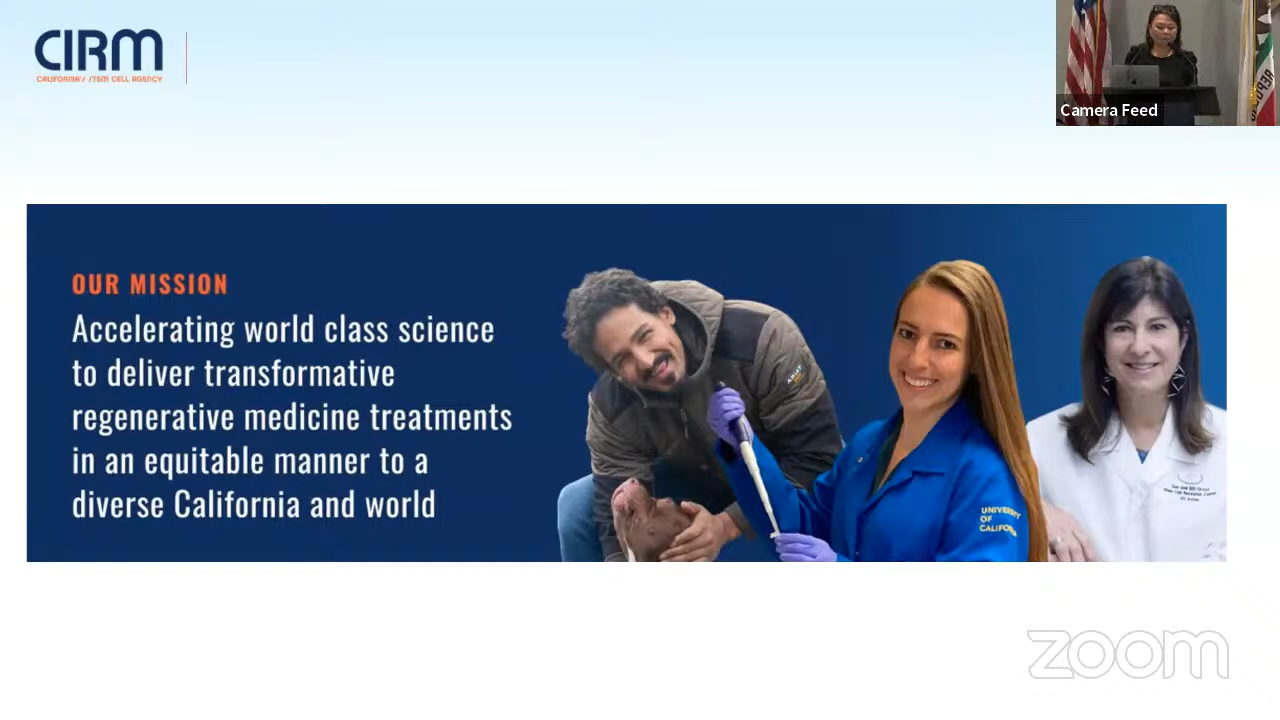 CIRM
CALIFORNIA'S STEM CELL AGENCY
Camera Feed
OUR MISSION
Accelerating world class science
to deliver transformative
regenerative medicine treatments
in an equitable manner to a
diverse California and world
ARIAT
UNIVERSITY
OF
CALIFORNIA
zoom